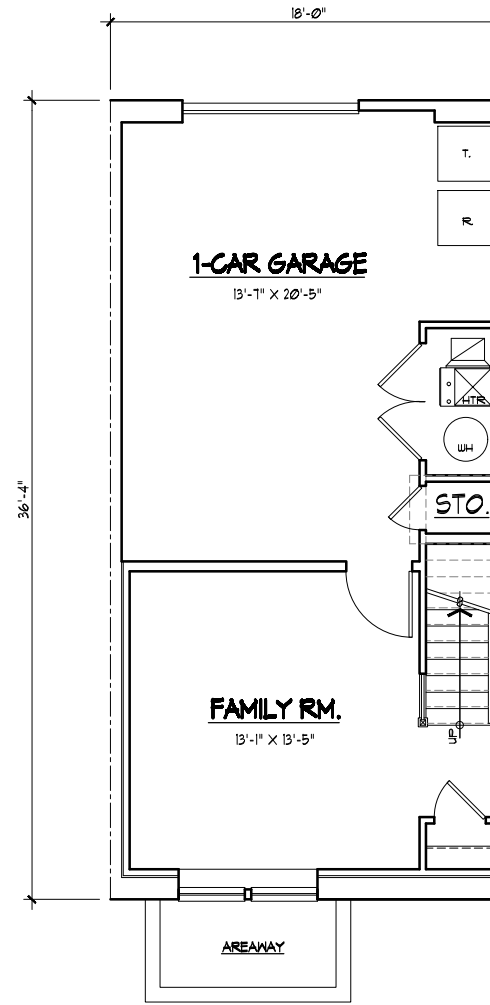 18'-0"
T.
R
1-CAR GARAGE
13'-7" X 20'-5"
HTR
WH
36'-4"
STO.
FAMILY RM.
13'-1" X 13'-5"
UP
AREAWAY